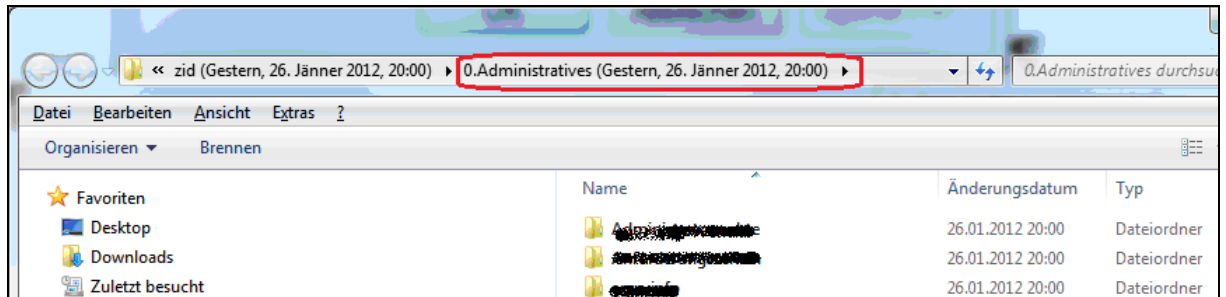 « zid (Gestern, 26. Jänner 2012, 20:00) ▸ 0.Administratives (Gestern, 26. Jänner 2012, 20:00) ▸ 0.Administratives durchsu
Datei Bearbeiten Ansicht Extras ?
Organisieren ▼ Brennen
Favoriten Name Änderungsdatum Typ
Desktop 26.01.2012 20:00 Dateiordner
Downloads 26.01.2012 20:00 Dateiordner
Zuletzt besucht 26.01.2012 20:00 Dateiordner